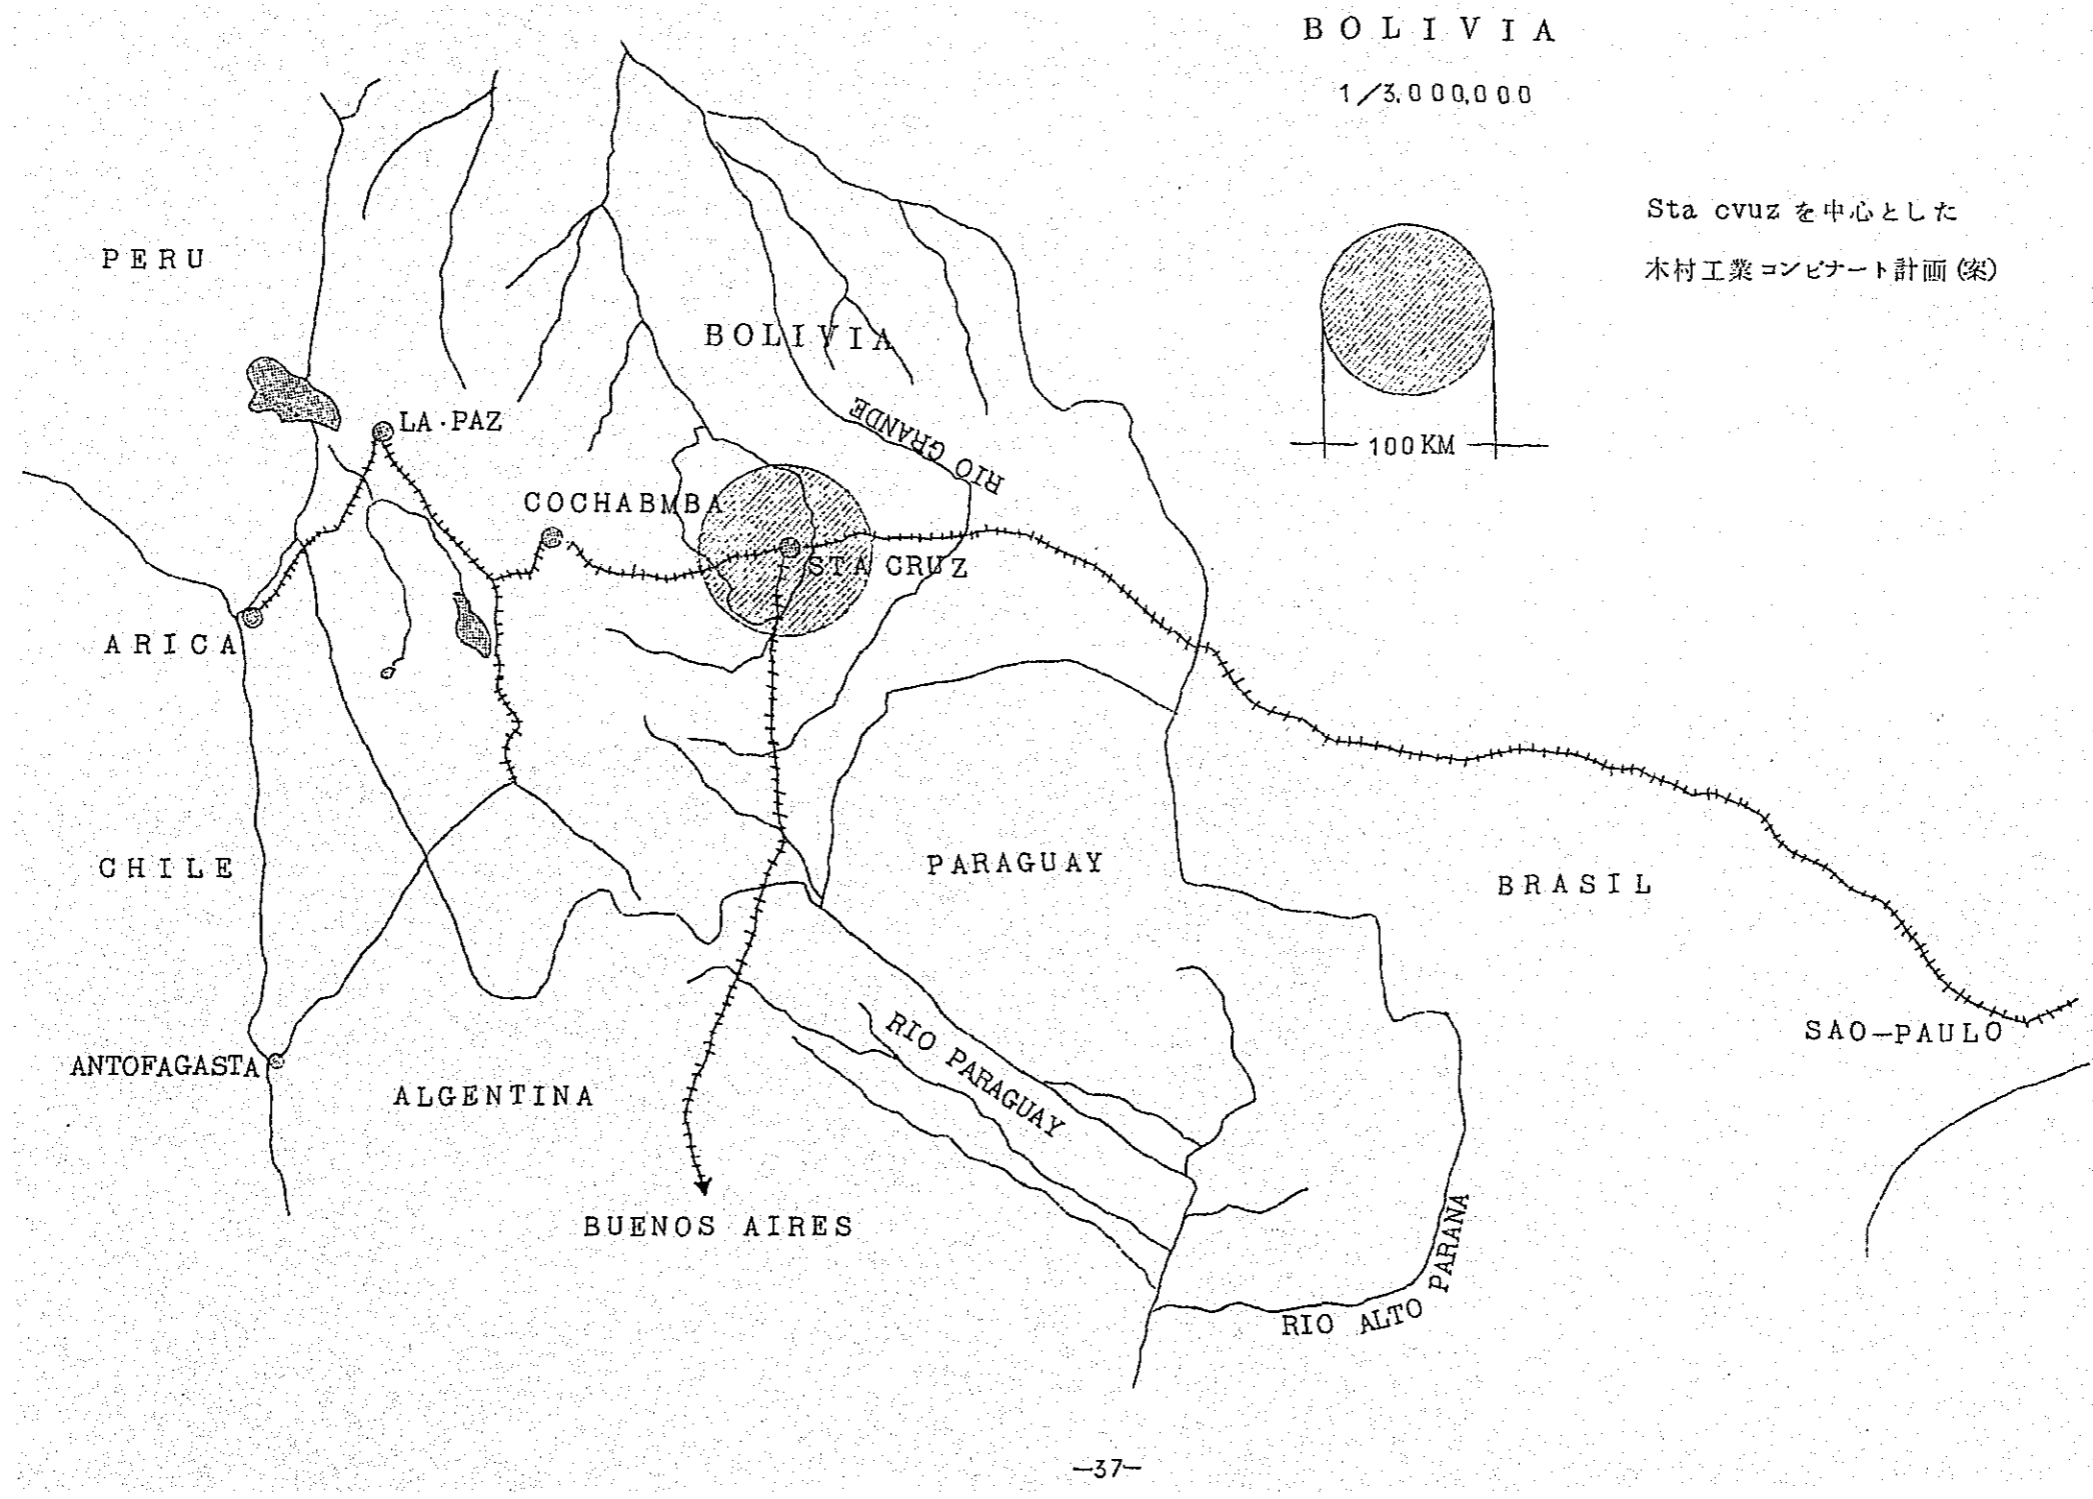 BOLIVIA
1/3.000,000
Sta cvuz を中心とした
木村工業コンビナート計画(案)
100KM
PERU
BOLIVIA
RIO GRANDE
LA・PAZ
COCHABMBA
STA CRUZ
ARICA
CHILE
PARAGUAY
BRASIL
SAO-PAULO
ANTOFAGASTA
ALGENTINA
RIO PARAGUAY
BUENOS AIRES
RIO ALTO PARANA
-37-